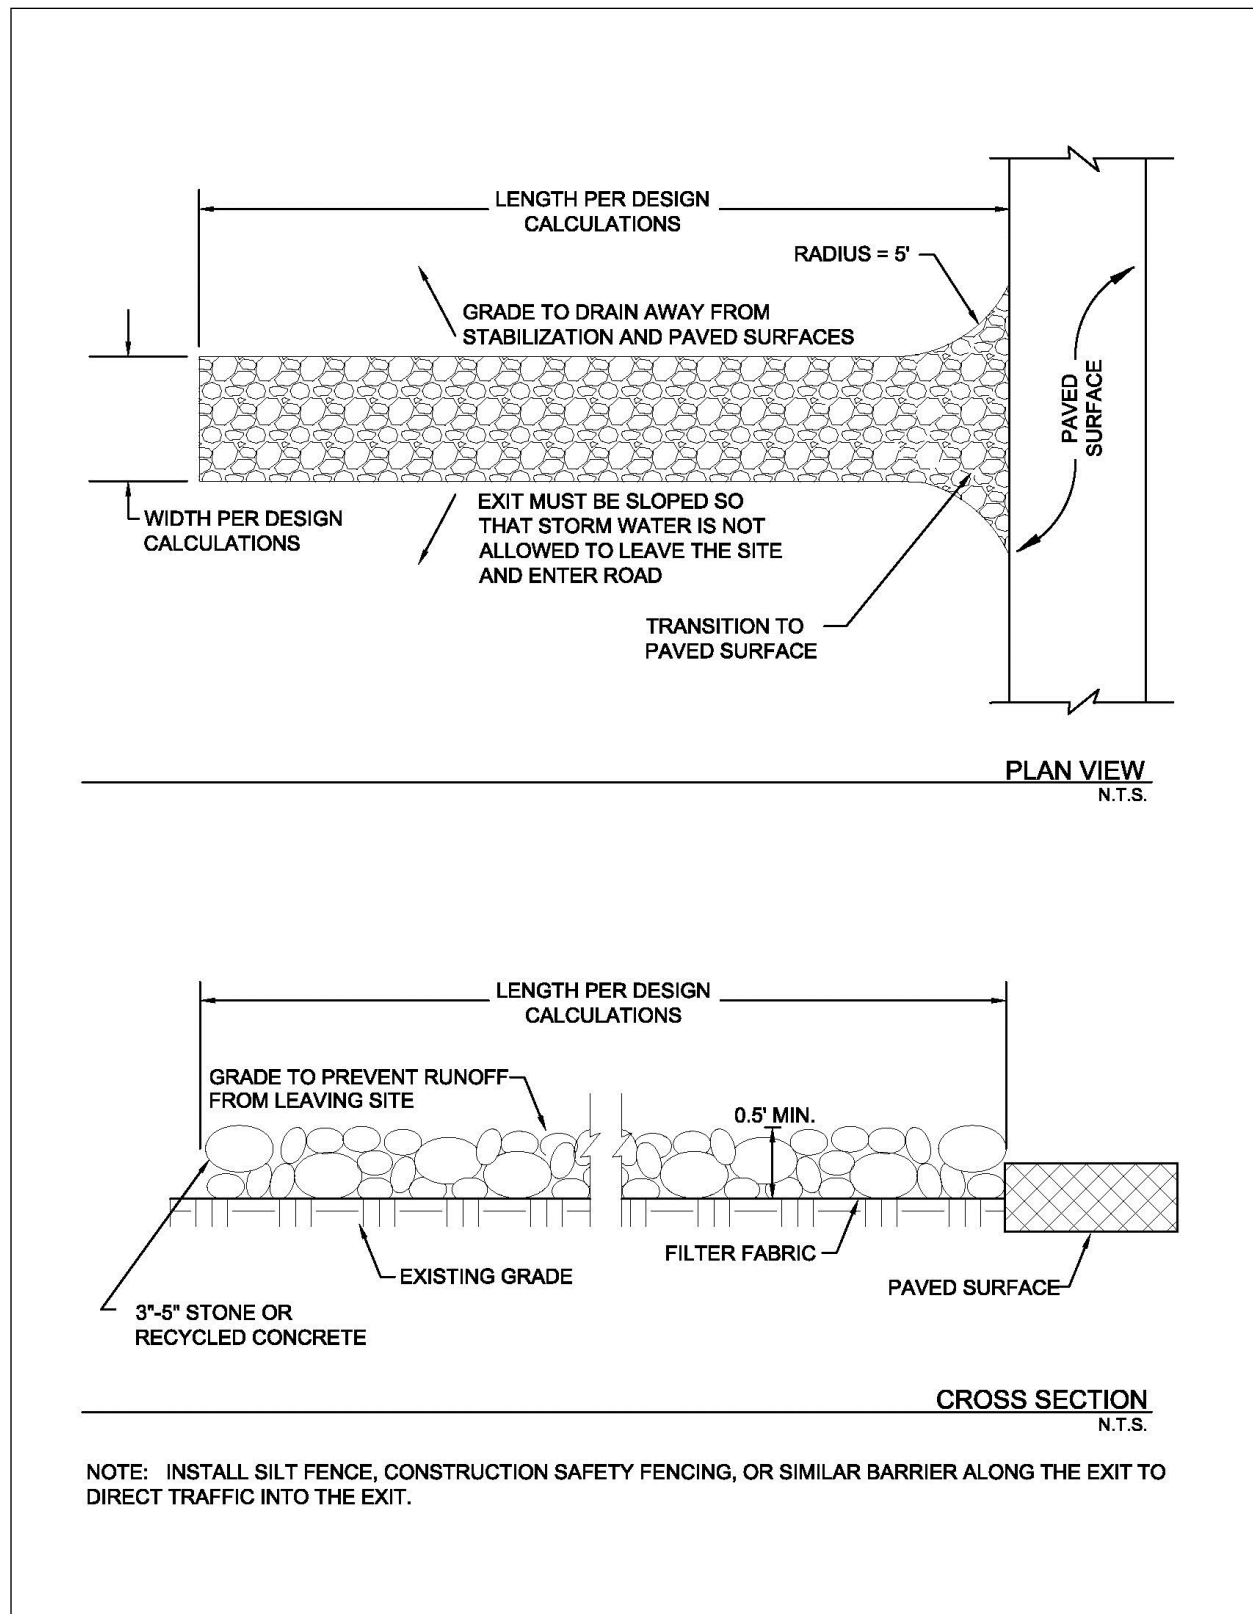 LENGTH PER DESIGN
CALCULATIONS
RADIUS = 5'
GRADE TO DRAIN AWAY FROM
STABILIZATION AND PAVED SURFACES
PAVED
SURFACE
WIDTH PER DESIGN
CALCULATIONS
EXIT MUST BE SLOPED SO
THAT STORM WATER IS NOT
ALLOWED TO LEAVE THE SITE
AND ENTER ROAD
TRANSITION TO
PAVED SURFACE
PLAN VIEW
N.T.S.
LENGTH PER DESIGN
CALCULATIONS
GRADE TO PREVENT RUNOFF
FROM LEAVING SITE
0.5' MIN.
FILTER FABRIC
EXISTING GRADE
PAVED SURFACE
3"-5" STONE OR
RECYCLED CONCRETE
CROSS SECTION
N.T.S.
NOTE: INSTALL SILT FENCE, CONSTRUCTION SAFETY FENCING, OR SIMILAR BARRIER ALONG THE EXIT TO
DIRECT TRAFFIC INTO THE EXIT.